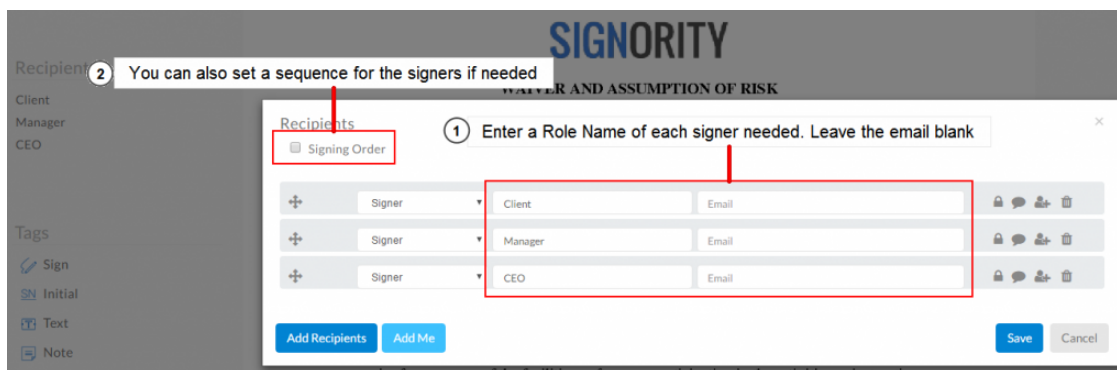 SIGNORITY
Recipien
2 You can also set a sequence for the signers if needed
WAIVER AND ASSUMPTION OF RISK
Client
Manager
CEO
Recipients
1 Enter a Role Name of each signer needed. Leave the email blank
×
Signing Order
Signer Client Email
Signer Manager Email
Signer CEO Email
Tags
Sign
SN Initial
T Text
Note
Add Recipients Add Me Save Cancel